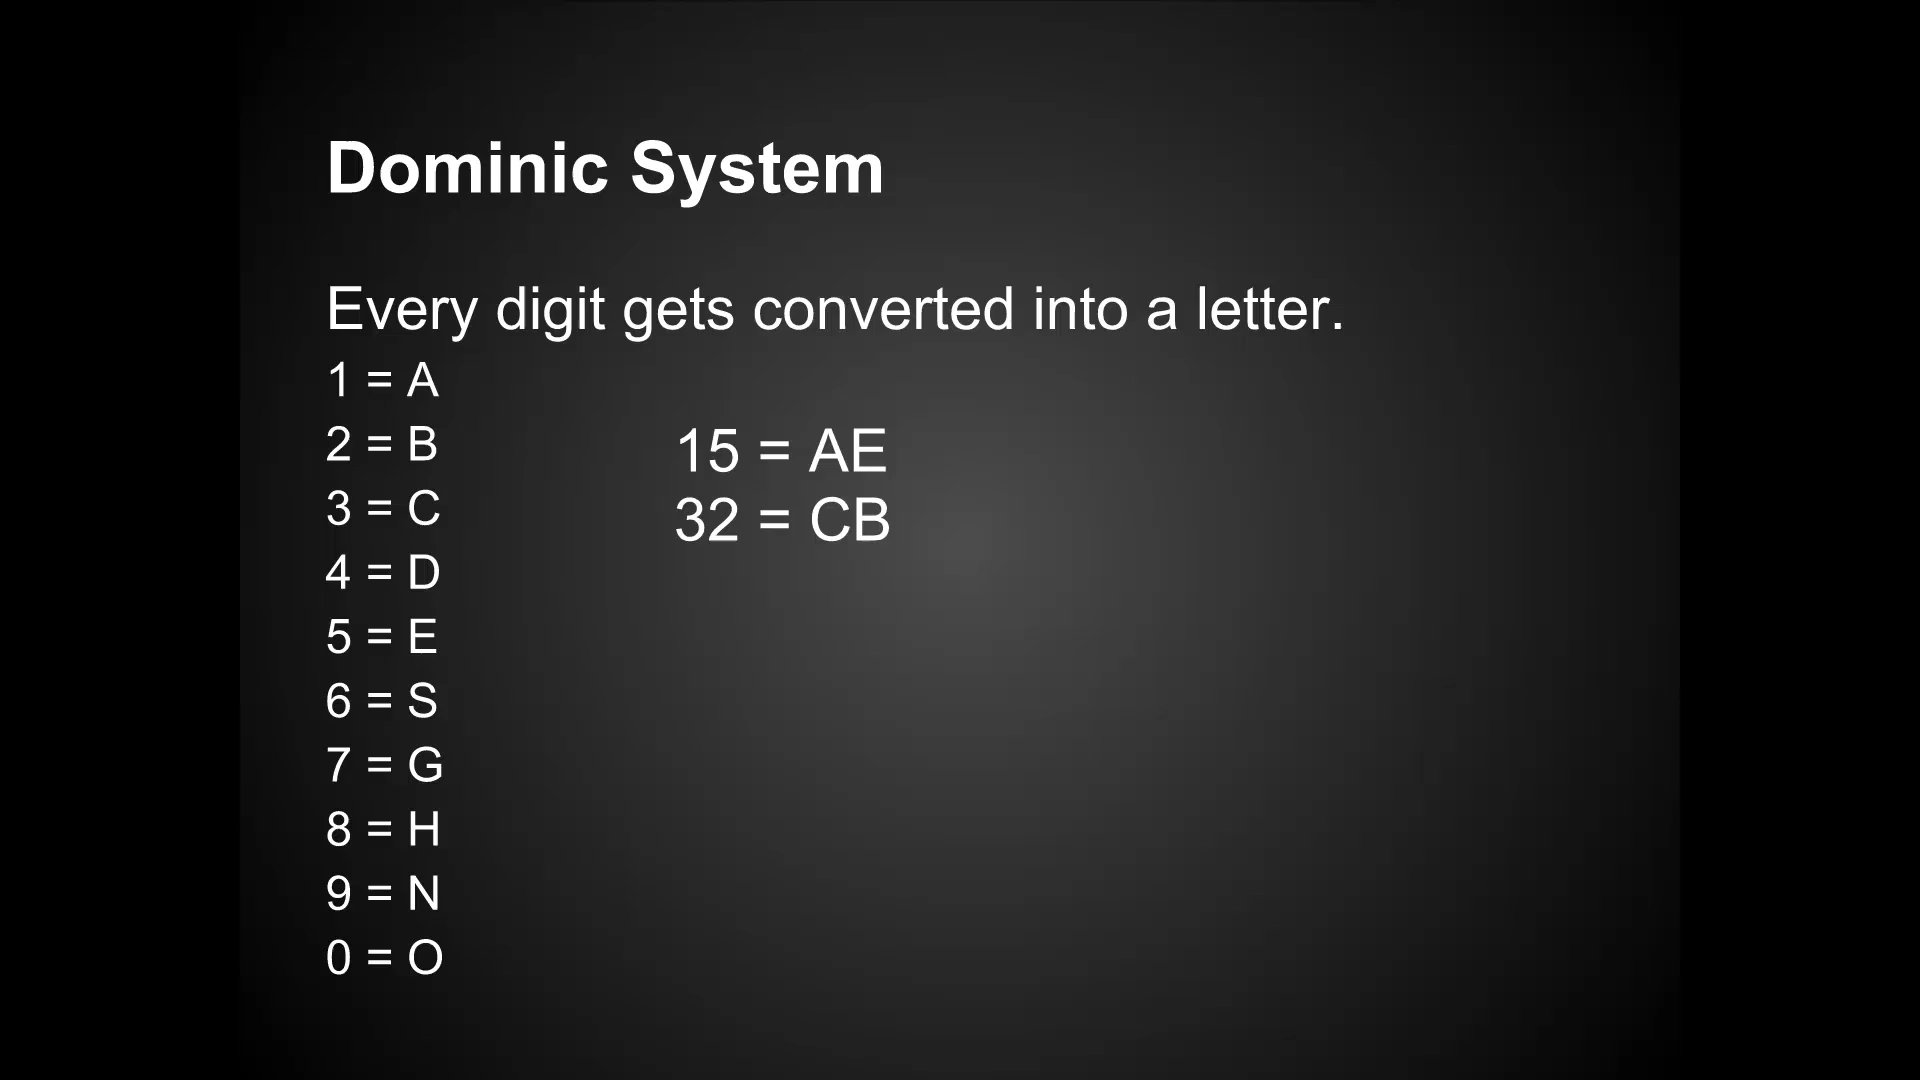 Dominic System
Every digit gets converted into a letter.
1 = A
2 = B
3 = C
4 = D
5 = E
6 = S
7 = G
8 = H
9 = N
0 = O
15 = AE
32 = CB